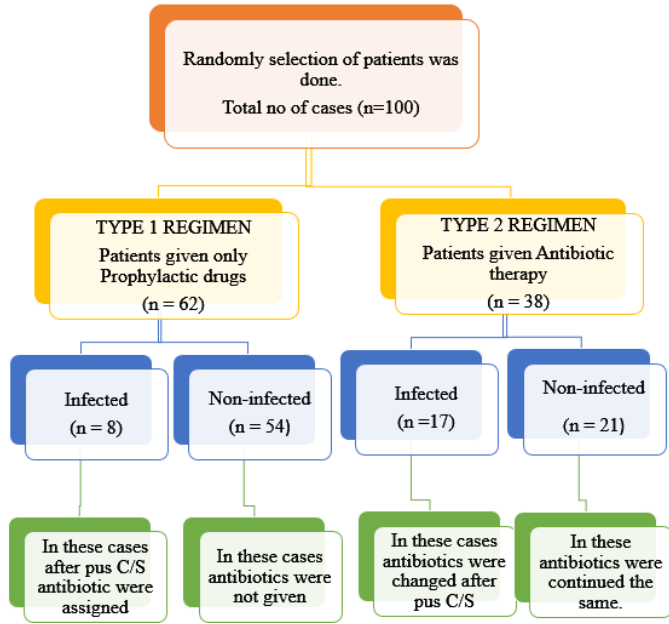 Randomly selection of patients was
done.
Total no of cases (n=100)
TYPE 1 REGIMEN
Patients given only
Prophylactic drugs
(n = 62)
TYPE 2 REGIMEN
Patients given Antibiotic
therapy
(n = 38)
Infected
(n = 8)
Non-infected
(n = 54)
Infected
(n =17)
Non-infected
(n = 21)
In these cases
after pus C/S
antibiotic were
assigned
In these cases
antibiotics were
not given
In these cases
antibiotics were
changed after
pus C/S
In these
antibiotics were
continued the
same.